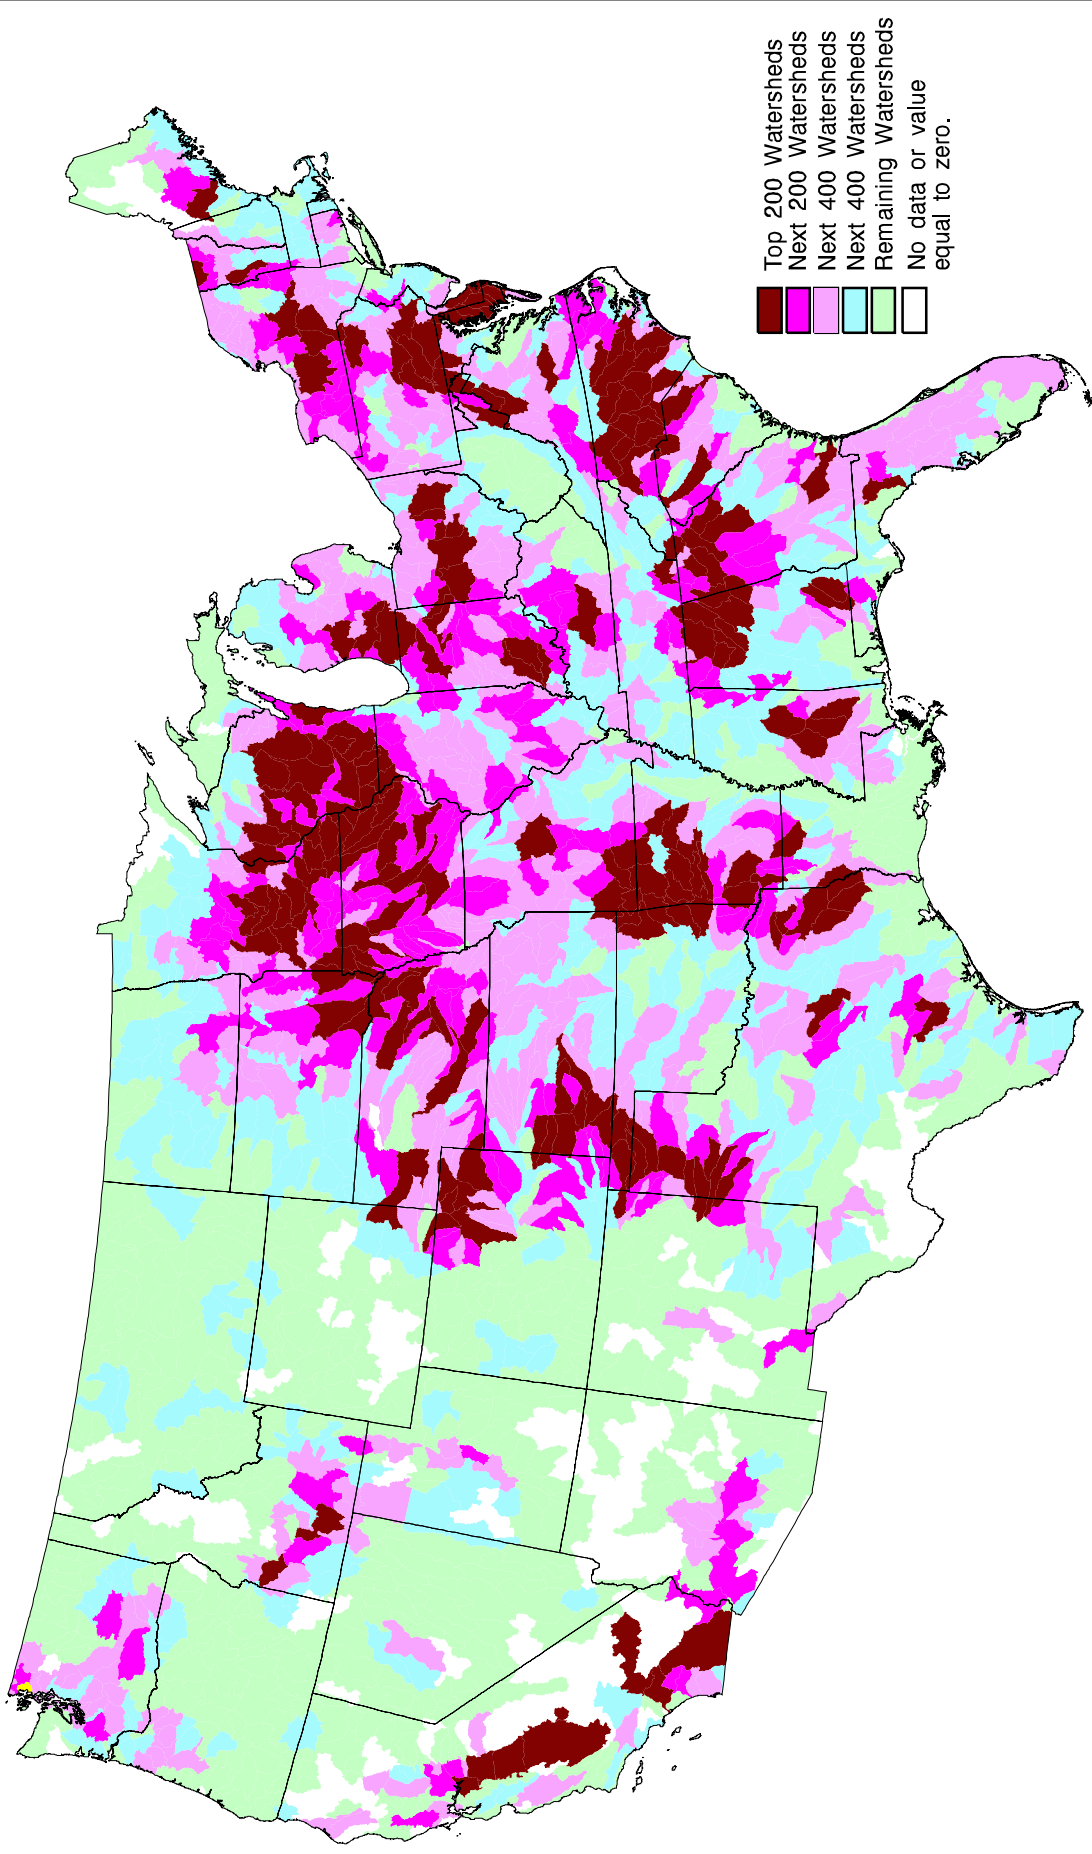 Top 200 Watersheds
Next 200 Watersheds
Next 400 Watersheds
Next 400 Watersheds
Remaining Watersheds
No data or value
equal to zero.